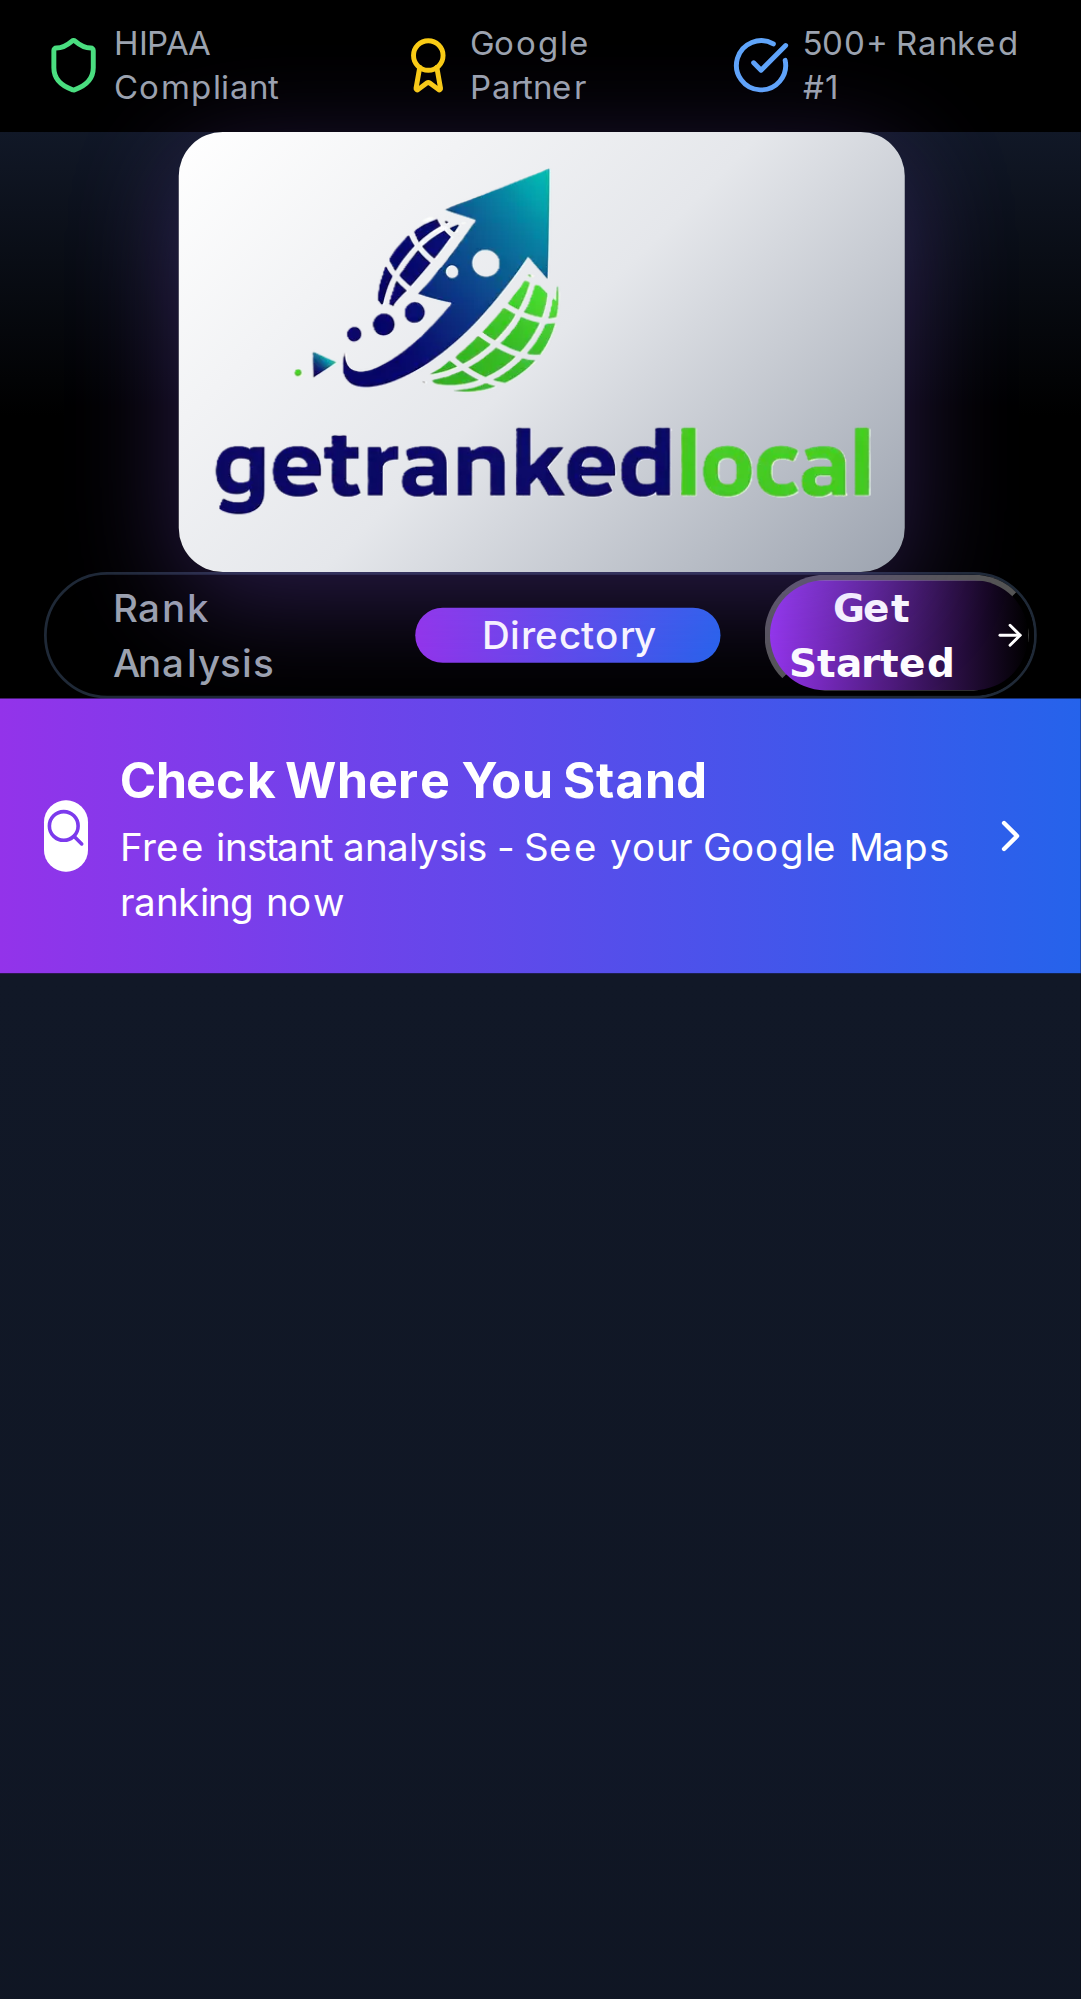 HIPAA
Compliant
Google
Partner
500+ Ranked
#1
getrankedlocal
Rank
Analysis
Directory
Get
Started
Check Where You Stand
Free instant analysis - See your Google Maps
ranking now